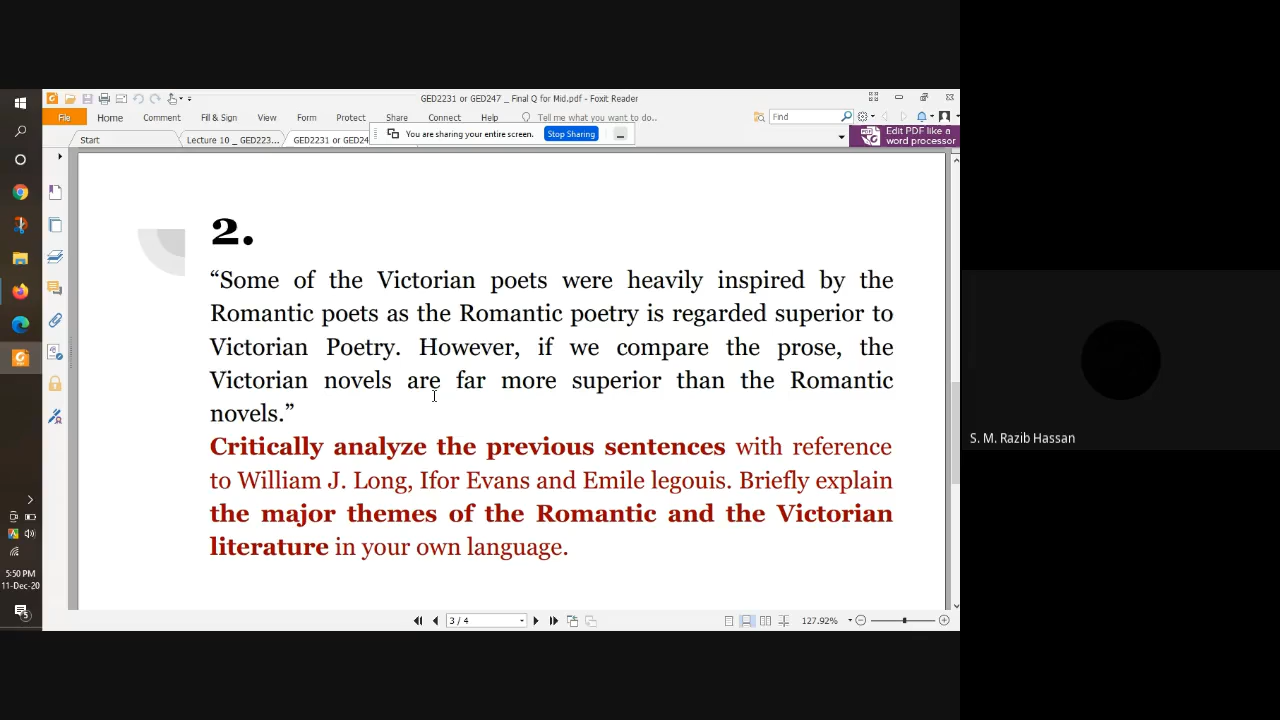 GED2231 or GED247 _ Final Q for Mid.pdf - Foxit Reader
File Home Comment Fill & Sign View Form Protect Share Connect Help Tell me what you want to do.. Find
You are sharing your entire screen. Stop Sharing
Edit PDF like a
word processor
Start Lecture 10 _ GED223... GED2231 or GED24
2.
“Some of the Victorian poets were heavily inspired by the
Romantic poets as the Romantic poetry is regarded superior to
Victorian Poetry. However, if we compare the prose, the
Victorian novels are far more superior than the Romantic
novels.”
Critically analyze the previous sentences with reference
to William J. Long, Ifor Evans and Emile legouis. Briefly explain
the major themes of the Romantic and the Victorian
literature in your own language.
S. M. Razib Hassan
5:50 PM
11-Dec-20
5
3 / 4
127.92%